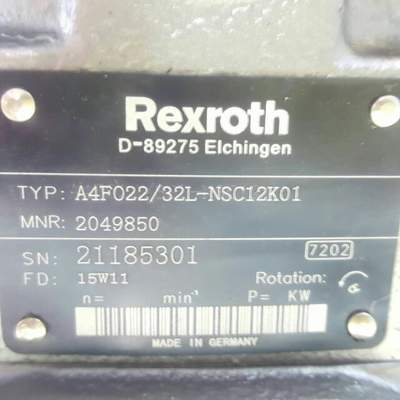 Rexroth
D-89275 Elchingen
TYP: A4FO22/32L-NSC12K01
MNR: 2049850
SN: 21185301 7202
FD: 15W11 Rotation:
n= min⁻¹ P= KW
MADE IN GERMANY